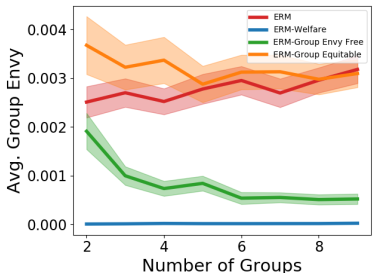 ERM
ERM-Welfare
ERM-Group Envy Free
ERM-Group Equitable
0.004
0.003
0.002
0.001
0.000
Avg. Group Envy
2 4 6 8
Number of Groups